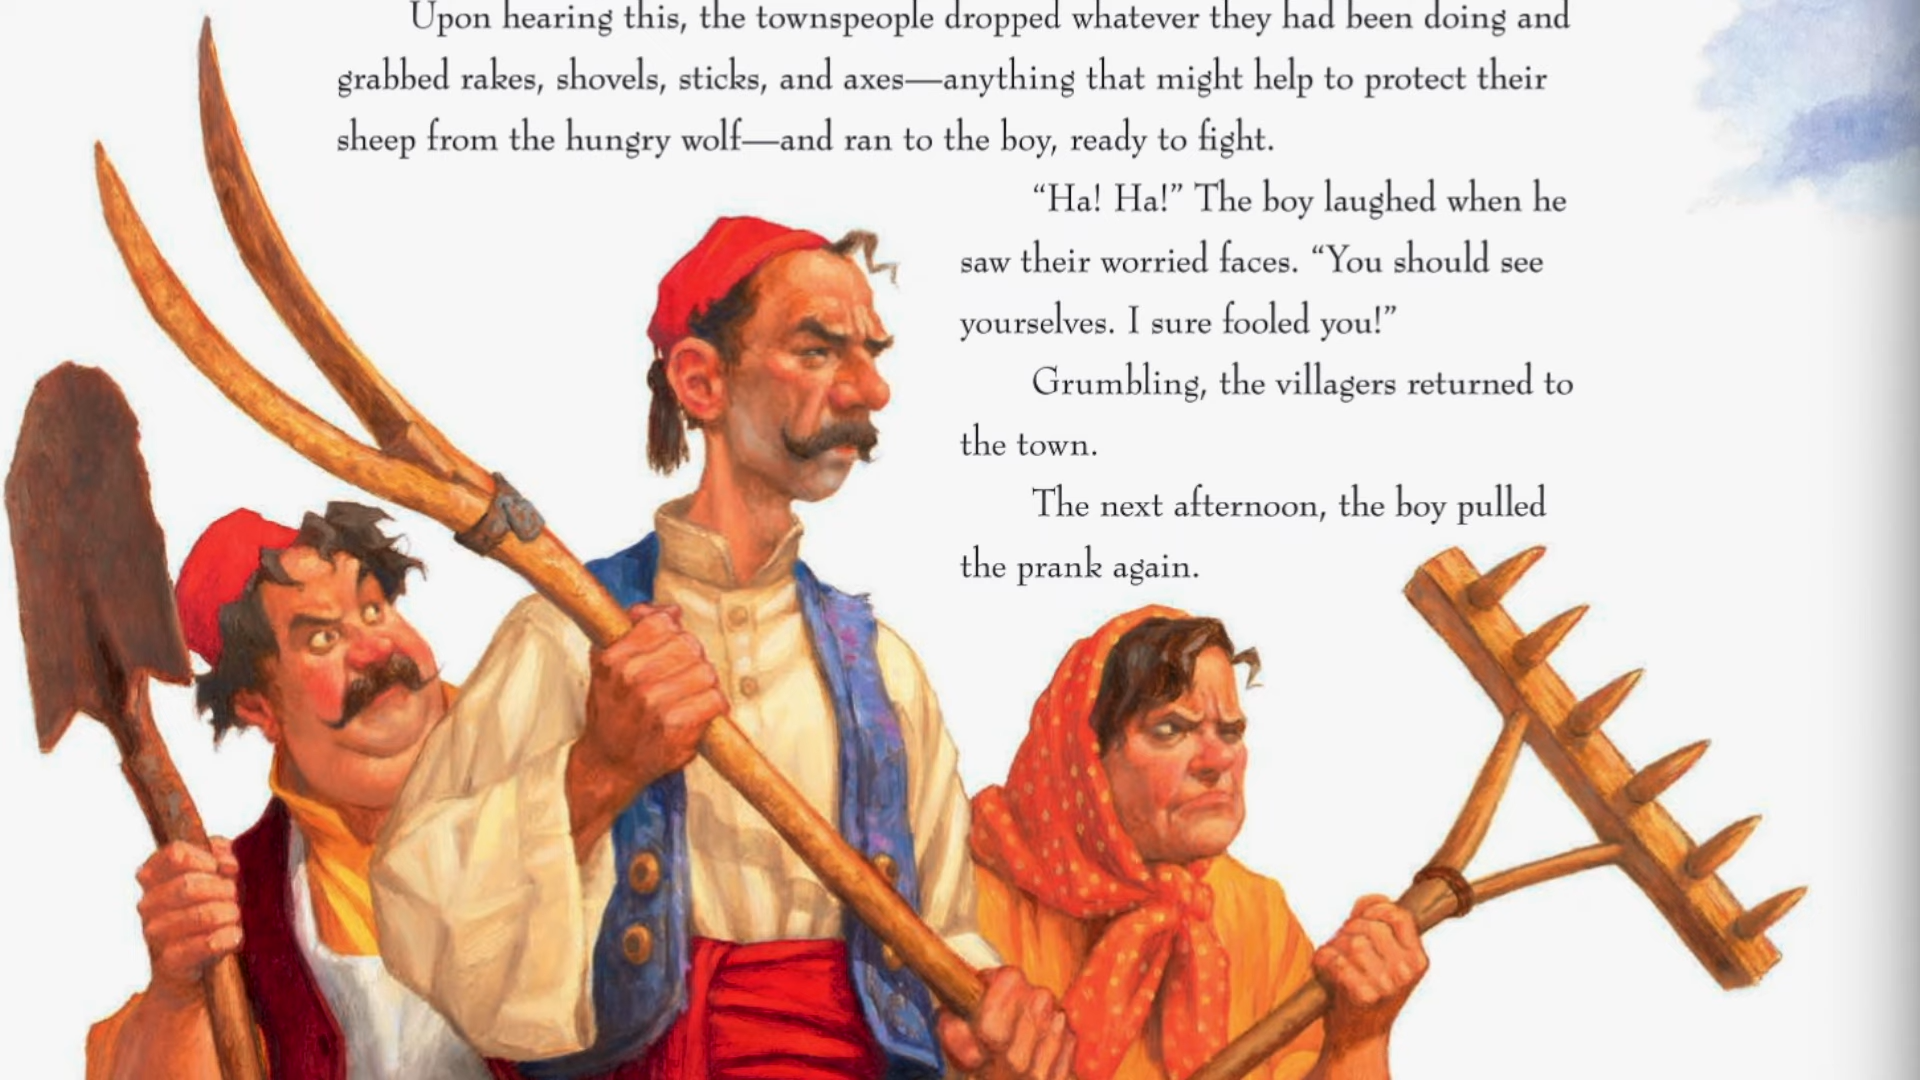 Upon hearing this, the townspeople dropped whatever they had been doing and
grabbed rakes, shovels, sticks, and axes—anything that might help to protect their
sheep from the hungry wolf—and ran to the boy, ready to fight.
“Ha! Ha!” The boy laughed when he
saw their worried faces. “You should see
yourselves. I sure fooled you!”
Grumbling, the villagers returned to
the town.
The next afternoon, the boy pulled
the prank again.